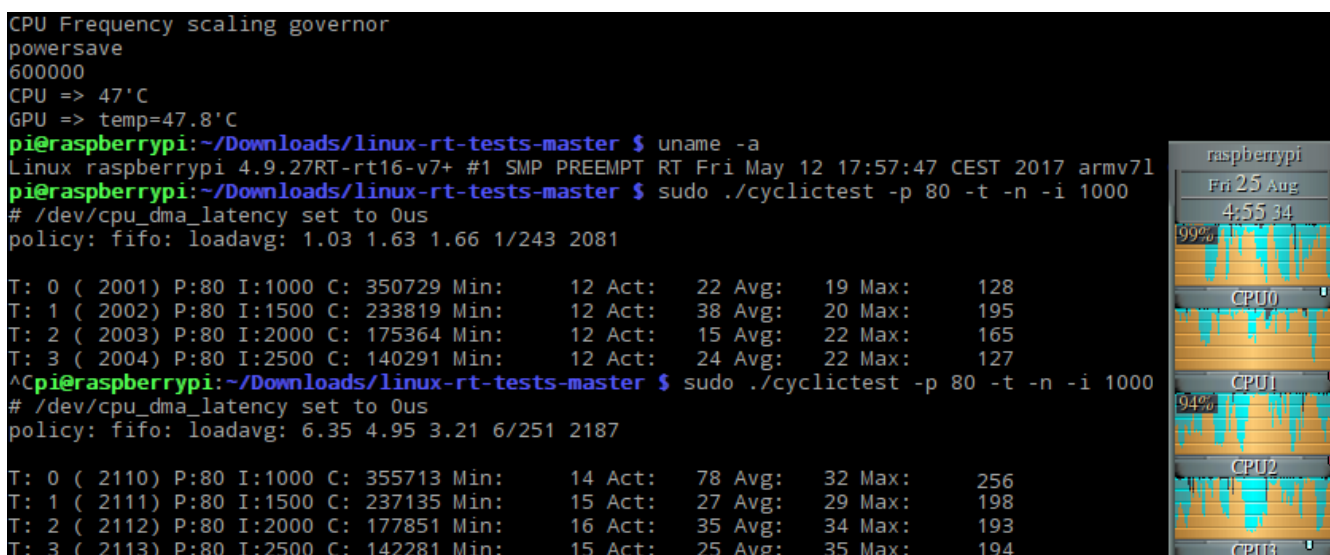 CPU Frequency scaling governor
powersave
600000
CPU => 47'C
GPU => temp=47.8'C
pi@raspberrypi:~/Downloads/linux-rt-tests-master $ uname -a
Linux raspberrypi 4.9.27RT-rt16-v7+ #1 SMP PREEMPT RT Fri May 12 17:57:47 CEST 2017 armv7l
pi@raspberrypi:~/Downloads/linux-rt-tests-master $ sudo ./cyclictest -p 80 -t -n -i 1000
# /dev/cpu_dma_latency set to 0us
policy: fifo: loadavg: 1.03 1.63 1.66 1/243 2081
T: 0 ( 2001) P:80 I:1000 C: 350729 Min:      12 Act:   22 Avg:   19 Max:     128
T: 1 ( 2002) P:80 I:1500 C: 233819 Min:      12 Act:   38 Avg:   20 Max:     195
T: 2 ( 2003) P:80 I:2000 C: 175364 Min:      12 Act:   15 Avg:   22 Max:     165
T: 3 ( 2004) P:80 I:2500 C: 140291 Min:      12 Act:   24 Avg:   22 Max:     127
^Cpi@raspberrypi:~/Downloads/linux-rt-tests-master $ sudo ./cyclictest -p 80 -t -n -i 1000
# /dev/cpu_dma_latency set to 0us
policy: fifo: loadavg: 6.35 4.95 3.21 6/251 2187
T: 0 ( 2110) P:80 I:1000 C: 355713 Min:      14 Act:   78 Avg:   32 Max:     256
T: 1 ( 2111) P:80 I:1500 C: 237135 Min:      15 Act:   27 Avg:   29 Max:     198
T: 2 ( 2112) P:80 I:2000 C: 177851 Min:      16 Act:   35 Avg:   34 Max:     193
T: 3 ( 2113) P:80 I:2500 C: 142281 Min:      15 Act:   25 Avg:   35 Max:     194
raspberrypi
Fri 25 Aug
4:55 34
99%
CPU0
CPU1
94%
CPU2
CPU3